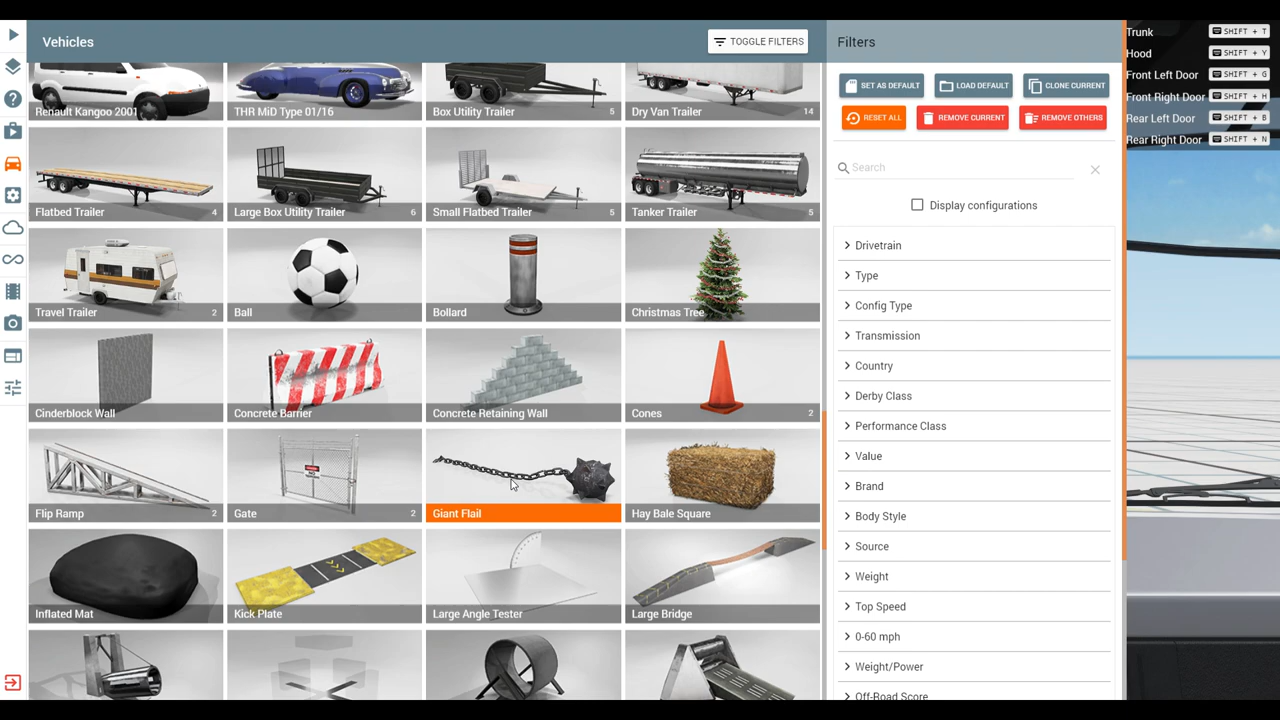 Vehicles
TOGGLE FILTERS
Renault Kangoo 2001
THR MiD Type 01/16
Box Utility Trailer 5
Dry Van Trailer 14
Flatbed Trailer 4
Large Box Utility Trailer 6
Small Flatbed Trailer 5
Tanker Trailer 5
Travel Trailer 2
Ball
Bollard
Christmas Tree
Cinderblock Wall
Concrete Barrier
Concrete Retaining Wall
Cones 2
Flip Ramp 2
Gate 2
Giant Flail
Hay Bale Square
Inflated Mat
Kick Plate
Large Angle Tester
Large Bridge
Filters
SET AS DEFAULT
LOAD DEFAULT
CLONE CURRENT
RESET ALL
REMOVE CURRENT
REMOVE OTHERS
Search
Display configurations
Drivetrain
Type
Config Type
Transmission
Country
Derby Class
Performance Class
Value
Brand
Body Style
Source
Weight
Top Speed
0-60 mph
Weight/Power
Off-Road Score
Trunk SHIFT + T
Hood SHIFT + Y
Front Left Door SHIFT + G
Front Right Door SHIFT + H
Rear Left Door SHIFT + B
Rear Right Door SHIFT + N